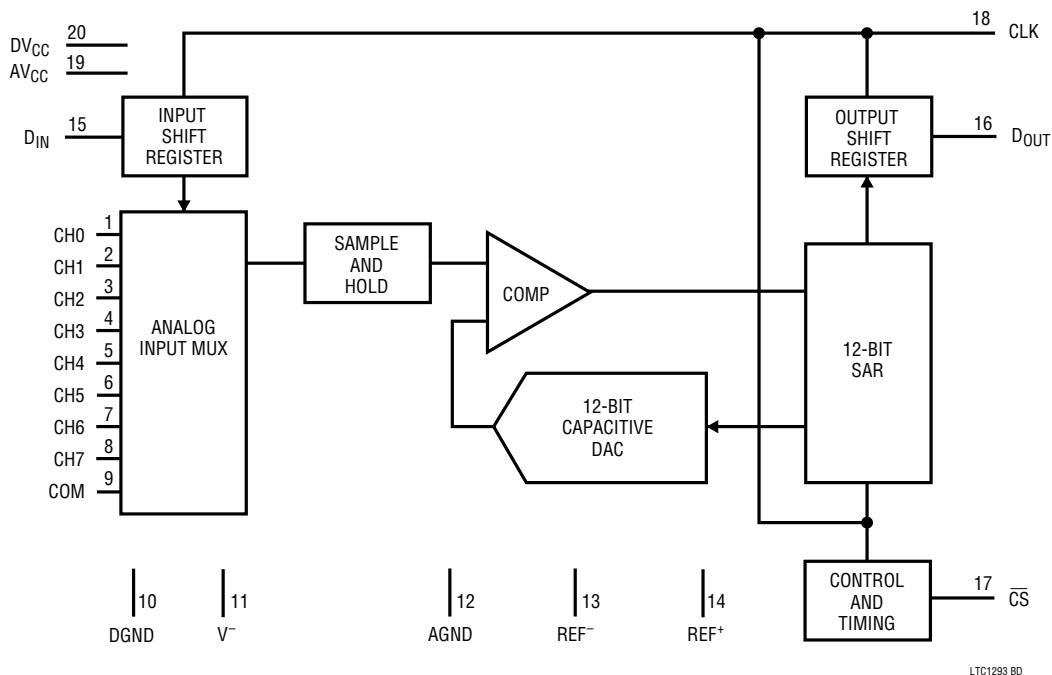 DVCC 20
AVCC 19
18 CLK
DIN 15
INPUT
SHIFT
REGISTER
OUTPUT
SHIFT
REGISTER
16 DOUT
CH0 1
CH1 2
CH2 3
CH3 4
CH4 5
CH5 6
CH6 7
CH7 8
COM 9
ANALOG
INPUT MUX
SAMPLE
AND
HOLD
COMP
12-BIT
CAPACITIVE
DAC
12-BIT
SAR
CONTROL
AND
TIMING
17 C̅S̅
10
DGND
11
V–
12
AGND
13
REF–
14
REF+
LTC1293 BD